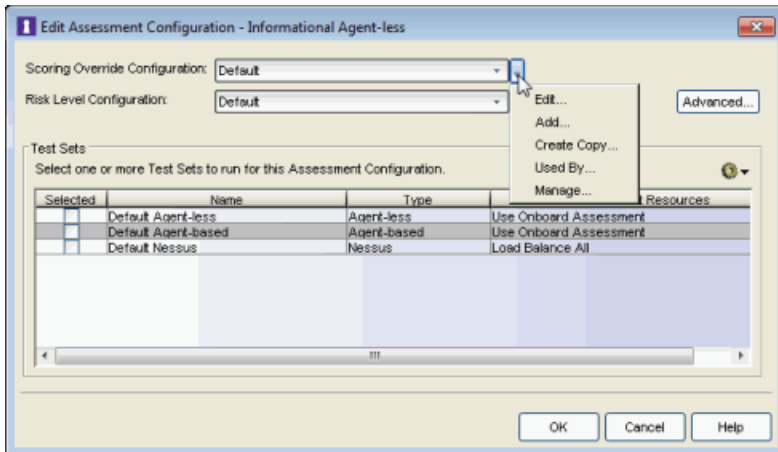 Edit Assessment Configuration - Informational Agent-less
Scoring Override Configuration: Default
Risk Level Configuration: Default
Edit...
Add...
Create Copy...
Used By...
Manage...
Advanced...
Test Sets
Select one or more Test Sets to run for this Assessment Configuration.
Selected Name Type Resources
Default Agent-less Agent-less Use Onboard Assessment
Default Agent-based Agent-based Use Onboard Assessment
Default Nessus Nessus Load Balance All
OK Cancel Help